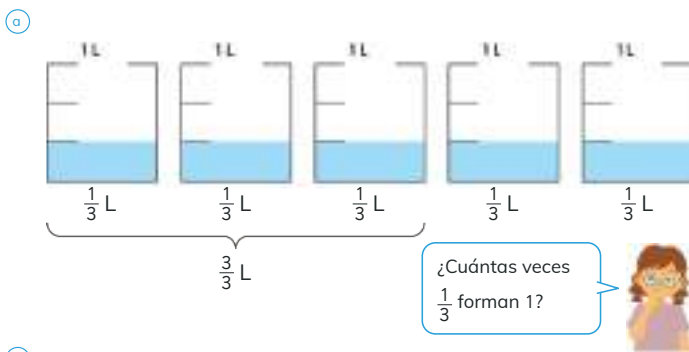 a
1 L 1 L 1 L 1 L 1 L
1/3 L 1/3 L 1/3 L 1/3 L 1/3 L
3/3 L
¿Cuántas veces
1/3 forman 1?